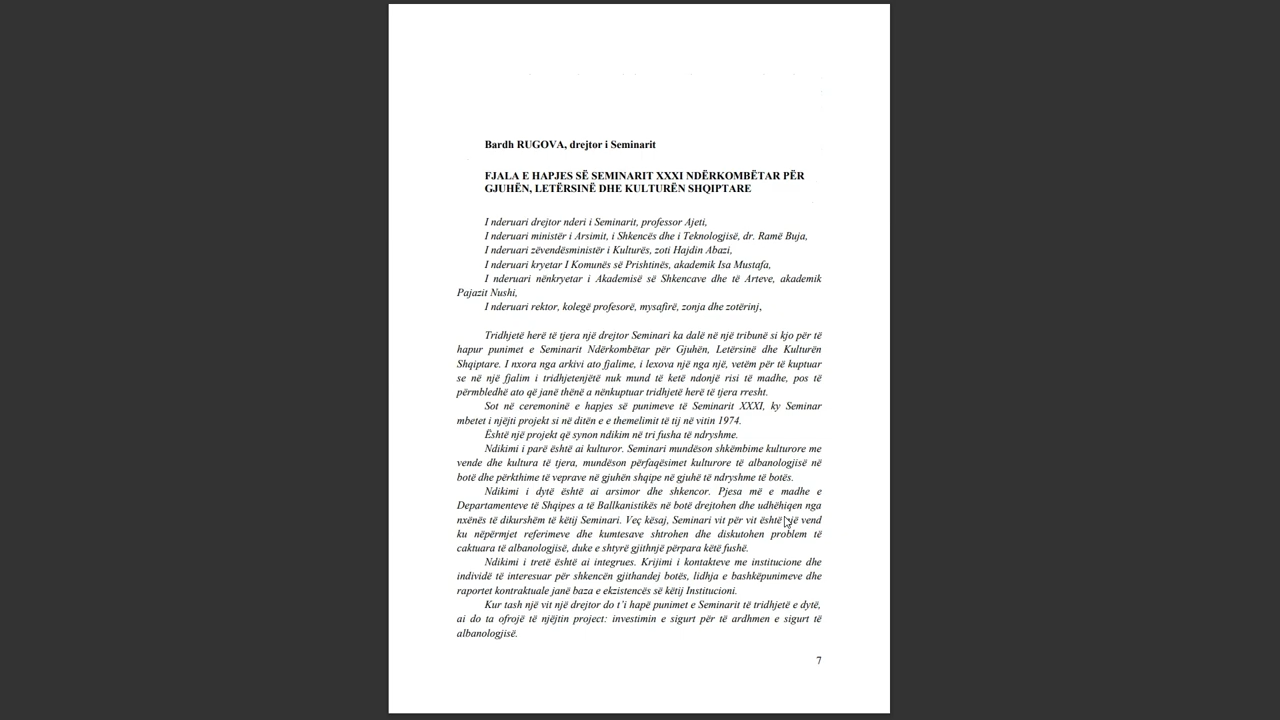 Bardh RUGOVA, drejtor i Seminarit
FJALA E HAPJES SË SEMINARIT XXXI NDËRKOMBËTAR PËR
GJUHËN, LETËRSINË DHE KULTURËN SHQIPTARE
I nderuari drejtor nderi i Seminarit, professor Ajeti,
I nderuari ministër i Arsimit, i Shkencës dhe i Teknologjisë, dr. Ramë Buja,
I nderuari zëvendësministër i Kulturës, zoti Hajdin Abazi,
I nderuari kryetar I Komunës së Prishtinës, akademik Isa Mustafa,
I nderuari nënkryetar i Akademisë së Shkencave dhe të Arteve, akademik
Pajazit Nushi,
I nderuari rektor, kolegë profesorë, mysafirë, zonja dhe zotërinj,
Tridhjetë herë të tjera një drejtor Seminari ka dalë në një tribunë si kjo për të
hapur punimet e Seminarit Ndërkombëtar për Gjuhën, Letërsinë dhe Kulturën
Shqiptare. I nxora nga arkivi ato fjalime, i lexova një nga një, vetëm për të kuptuar
se në një fjalim i tridhjetenjëtë nuk mund të ketë ndonjë risi të madhe, pos të
përmbledhë ato që janë thënë a nënkuptuar tridhjetë herë të tjera rresht.
Sot në ceremoninë e hapjes së punimeve të Seminarit XXXI, ky Seminar
mbetet i njëjti projekt si në ditën e e themelimit të tij në vitin 1974.
Është një projekt që synon ndikim në tri fusha të ndryshme.
Ndikimi i parë është ai kulturor. Seminari mundëson shkëmbime kulturore me
vende dhe kultura të tjera, mundëson përfaqësimet kulturore të albanologjisë në
botë dhe përkthime të veprave në gjuhën shqipe në gjuhë të ndryshme të botës.
Ndikimi i dytë është ai arsimor dhe shkencor. Pjesa më e madhe e
Departamenteve të Shqipes a të Ballkanistikës në botë drejtohen dhe udhëhiqen nga
nxënës të dikurshëm të këtij Seminari. Veç kësaj, Seminari vit për vit është një vend
ku nëpërmjet referimeve dhe kumtesave shtrohen dhe diskutohen problem të
caktuara të albanologjisë, duke e shtyrë gjithnjë përpara këtë fushë.
Ndikimi i tretë është ai integrues. Krijimi i kontakteve me institucione dhe
individë të interesuar për shkencën gjithandej botës, lidhja e bashkëpunimeve dhe
raportet kontraktuale janë baza e ekzistencës së këtij Institucioni.
Kur tash një vit një drejtor do t'i hapë punimet e Seminarit të tridhjetë e dytë,
ai do ta ofrojë të njëjtin project: investimin e sigurt për të ardhmen e sigurt të
albanologjisë.
7